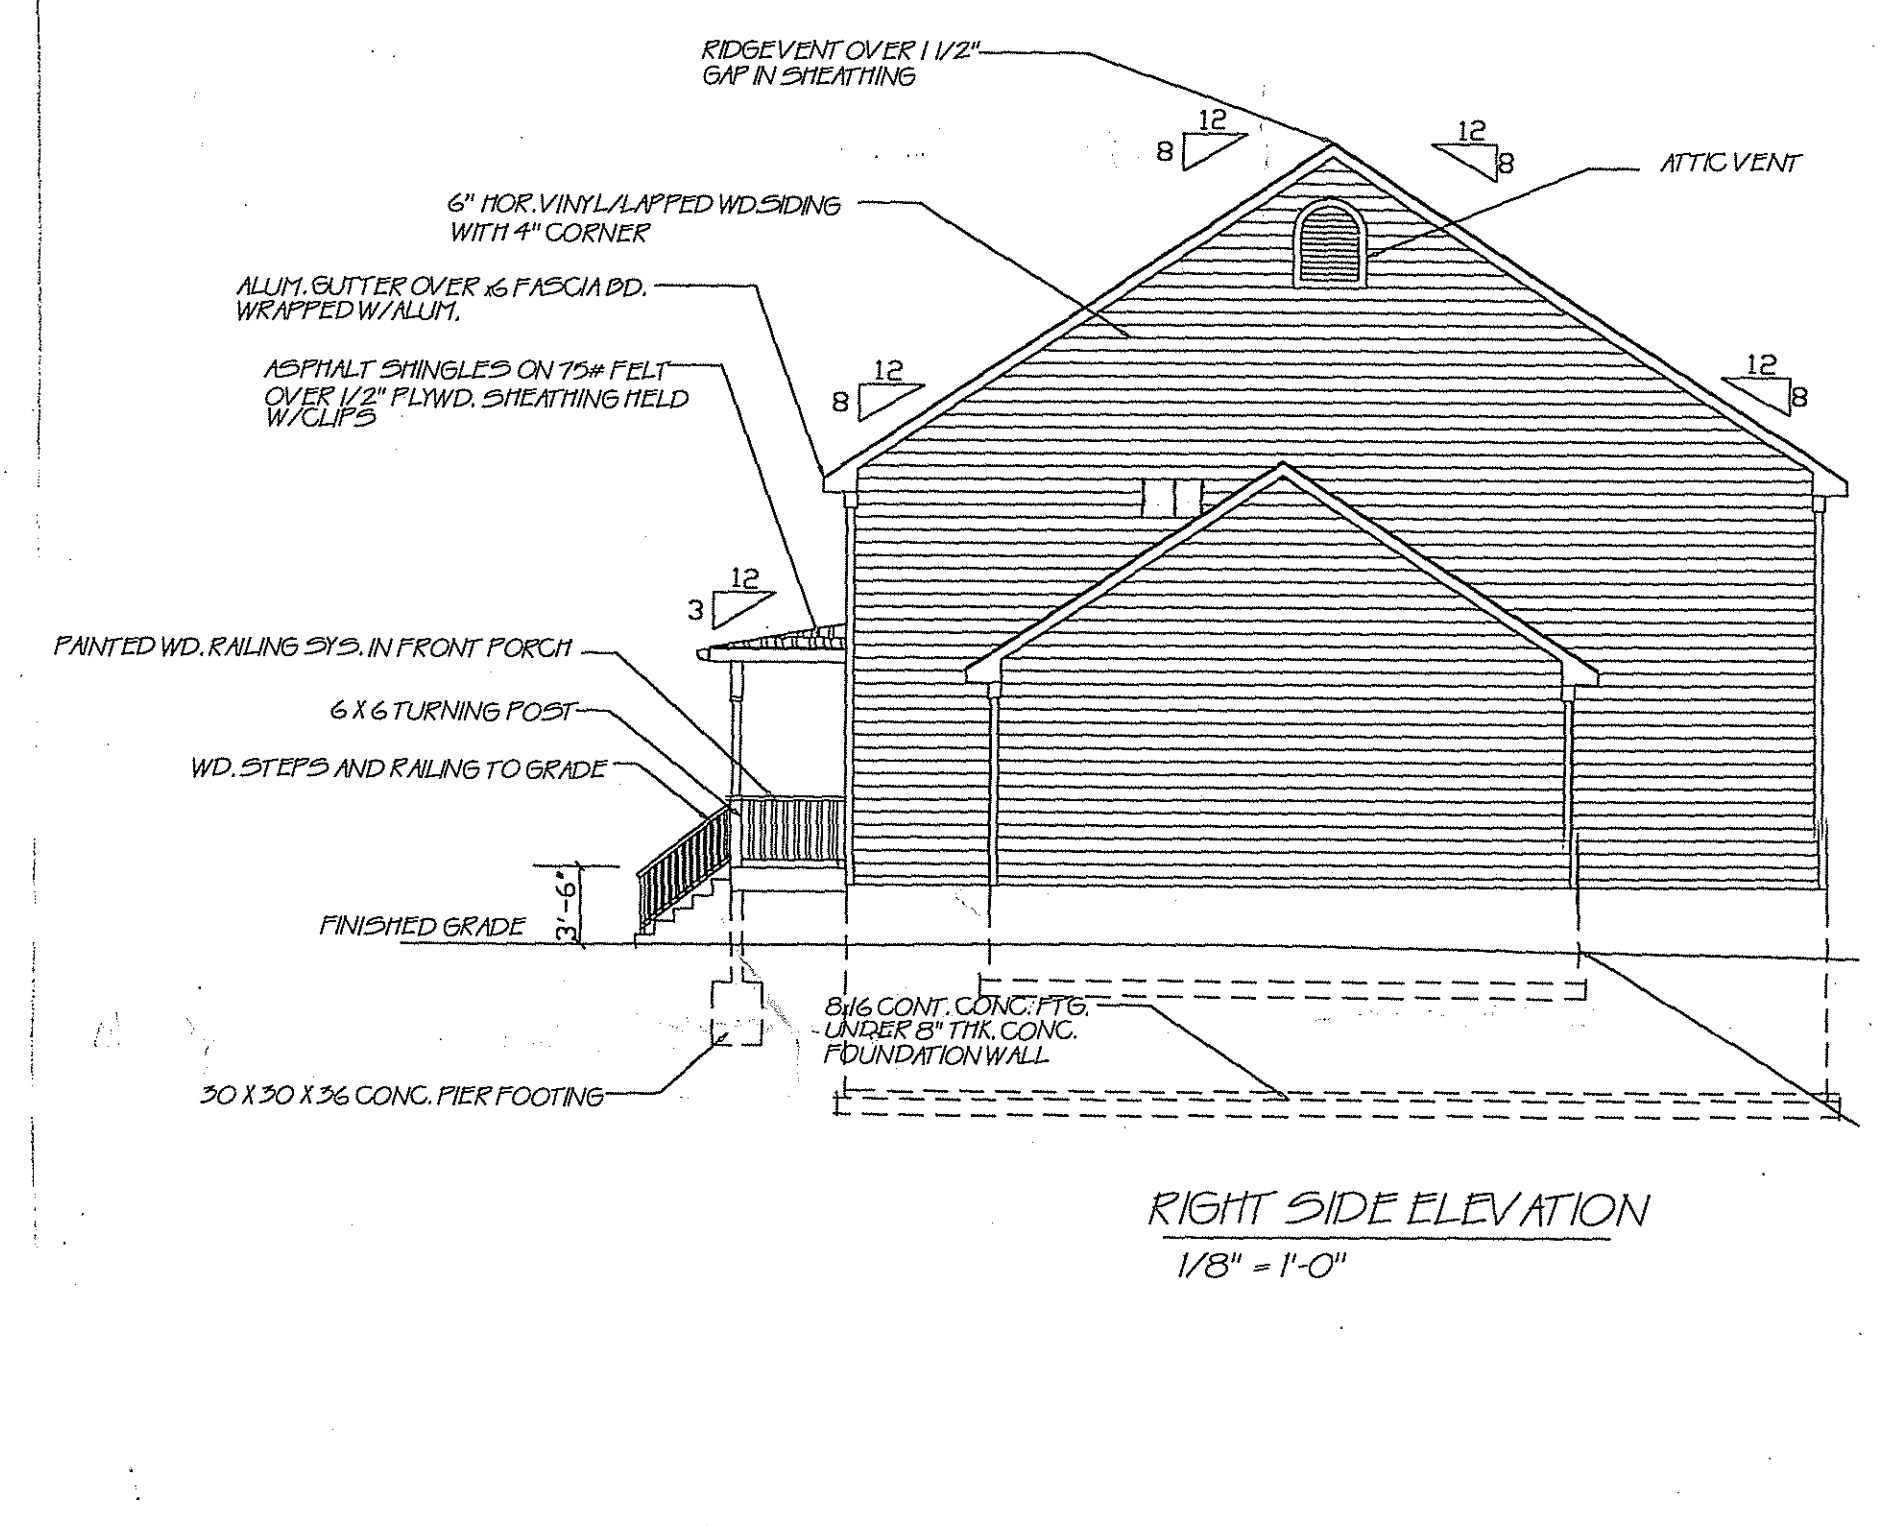 RIDGEVENT OVER 1 1/2"
GAP IN SHEATHING
12
8
12
8
ATTIC VENT
6" HOR. VINYL/LAPPED WD.SIDING
WITH 4" CORNER
ALUM. GUTTER OVER x6 FASCIA BD.
WRAPPED W/ALUM.
ASPHALT SHINGLES ON 75# FELT
OVER 1/2" PLYWD. SHEATHING HELD
W/CLIPS
12
8
12
8
12
3
PAINTED WD. RAILING SYS. IN FRONT PORCH
6 X 6 TURNING POST
WD. STEPS AND RAILING TO GRADE
3'-6"
FINISHED GRADE
8x16 CONT. CONC. FTG.
UNDER 8" THK. CONC.
FOUNDATION WALL
30 X 30 X 36 CONC. PIER FOOTING
RIGHT SIDE ELEVATION
1/8" = 1'-0"